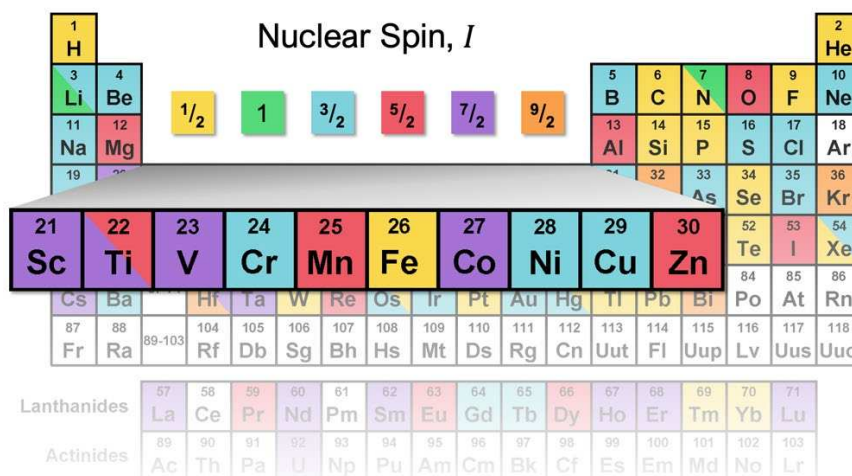 Nuclear Spin, I
1/2 1 3/2 5/2 7/2 9/2
1 2
H He
3 4 5 6 7 8 9 10
Li Be B C N O F Ne
11 12 13 14 15 16 17 18
Na Mg Al Si P S Cl Ar
19 32 33 34 35 36
As Se Br Kr
21 22 23 24 25 26 27 28 29 30
Sc Ti V Cr Mn Fe Co Ni Cu Zn
52 53 54
Te I Xe
84 85 86
Cs Ba Hf Ta W Re Os Ir Pt Au Hg Tl Pb Bi Po At Rn
87 88 89-103 104 105 106 107 108 109 110 111 112 113 114 115 116 117 118
Fr Ra Rf Db Sg Bh Hs Mt Ds Rg Cn Uut Fl Uup Lv Uus Uuo
57 58 59 60 61 62 63 64 65 66 67 68 69 70 71
Lanthanides La Ce Pr Nd Pm Sm Eu Gd Tb Dy Ho Er Tm Yb Lu
89 90 91 92 93 94 95 96 97 98 99 100 101 102 103
Actinides Ac Th Pa U Np Pu Am Cm Bk Cf Es Em Md No Lr